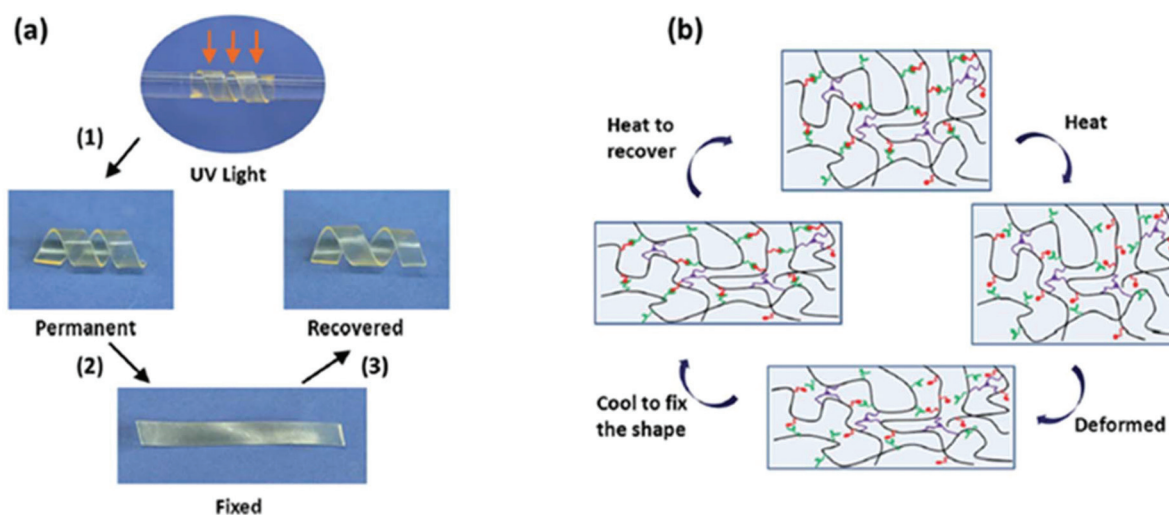 (a)
UV Light
(1)
Permanent
Recovered
(2)
(3)
Fixed
(b)
Heat to
recover
Heat
Cool to fix
the shape
Deformed